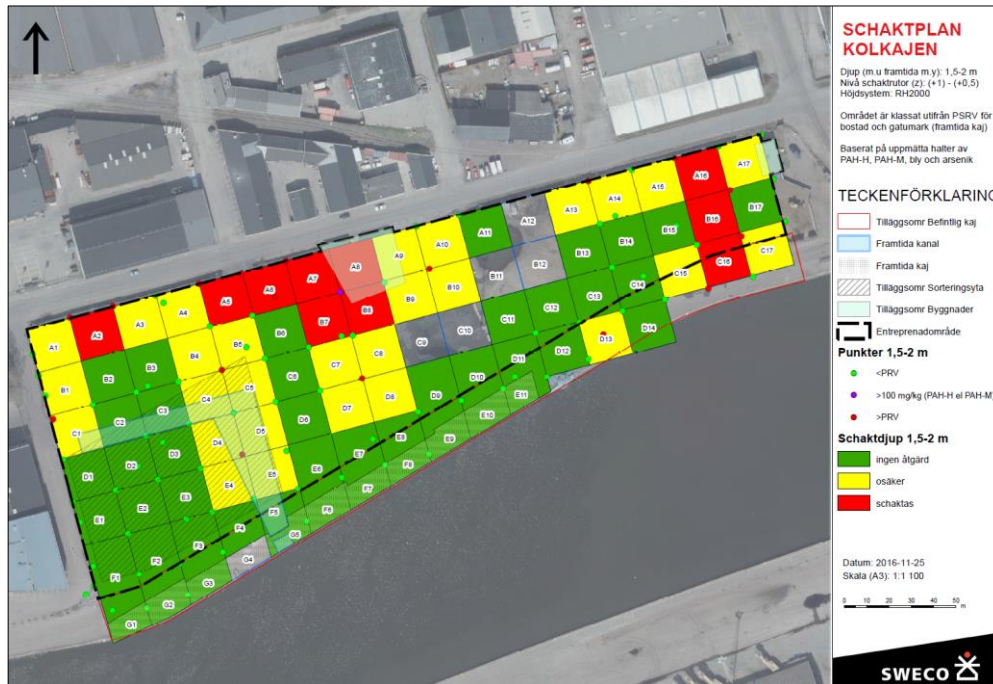 SCHAKTPLAN
KOLKAJEN
Djup (m.u framtida m.y): 1,5-2 m
Nivå schaktrutor (z): (+1) - (+0,5)
Höjdsystem: RH2000
Området är klassat utifrån PSRV för
bostad och gatumark (framtida kaj)
Baserat på uppmätta halter av
PAH-H, PAH-M, bly och arsenik
TECKENFÖRKLARING
Tilläggsomr Befintlig kaj
Framtida kanal
Framtida kaj
Tilläggsomr Sorteringsyta
Tilläggsomr Byggnader
Entreprenadområde
Punkter 1,5-2 m
<PRV
>100 mg/kg (PAH-H el PAH-M)
>PRV
Schaktdjup 1,5-2 m
ingen åtgärd
osäker
schaktas
Datum: 2016-11-25
Skala (A3): 1:1 100
0 10 20 30 40 50
m
SWECO
A1 A2 A3 A4 A5 A6 A7 A8 A9 A10 A11 A12 A13 A14 A15 A16 A17
B1 B2 B3 B4 B5 B6 B7 B8 B9 B10 B11 B12 B13 B14 B15 B16 B17
C1 C2 C3 C4 C5 C6 C7 C8 C9 C10 C11 C12 C13 C14 C15 C16 C17
D1 D2 D3 D4 D5 D6 D7 D8 D9 D10 D11 D12 D13 D14
E1 E2 E3 E4 E5 E6 E7 E8 E9 E10 E11
F1 F2 F3 F4 F5 F6 F7 F8
G1 G2 G3 G4 G5